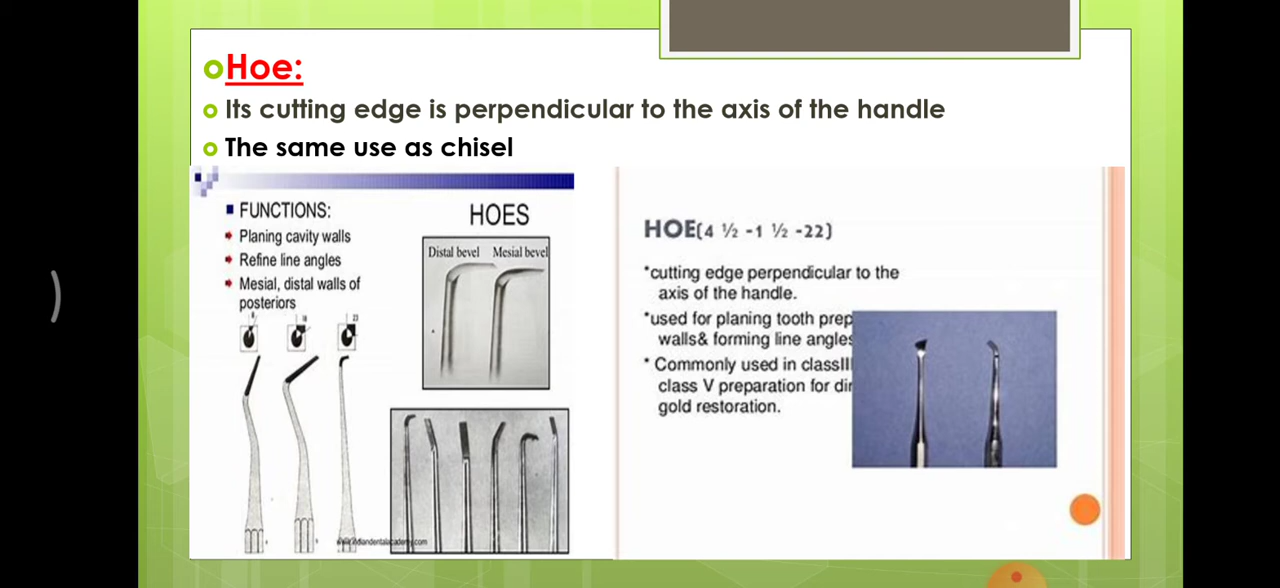 Hoe:
Its cutting edge is perpendicular to the axis of the handle
The same use as chisel
FUNCTIONS:
Planing cavity walls
Refine line angles
Mesial, distal walls of
posteriors
HOES
Distal bevel Mesial bevel
HOE(4 ½ -1 ½ -22)
*cutting edge perpendicular to the
axis of the handle.
*used for planing tooth prep
walls& forming line angles
* Commonly used in classIII
class V preparation for dir
gold restoration.